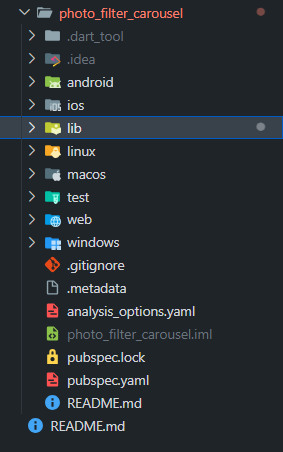 photo_filter_carousel
.dart_tool
.idea
android
ios
lib
linux
macos
test
web
windows
.gitignore
.metadata
analysis_options.yaml
photo_filter_carousel.iml
pubspec.lock
pubspec.yaml
README.md
README.md